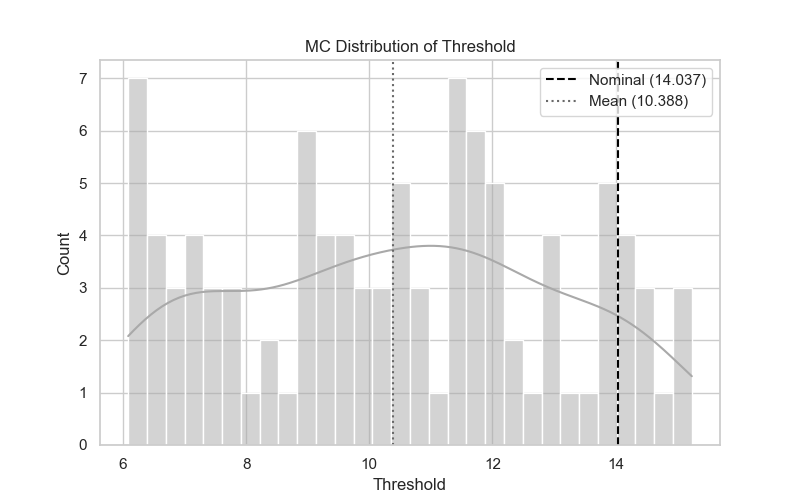 MC Distribution of Threshold
Nominal (14.037)
Mean (10.388)
7
6
5
4
3
2
1
0
Count
6
8
10
12
14
Threshold